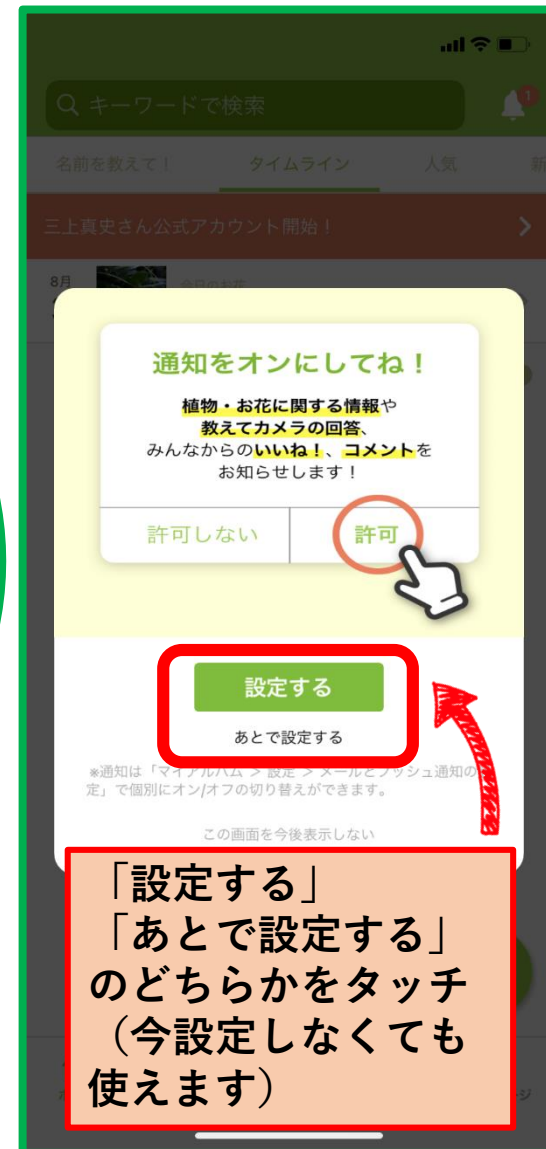 キーワードで検索
1
名前を教えて！ タイムライン 人気 新
三上真史さん公式アカウント開始！
8月
今日のお花
通知をオンにしてね！
植物・お花に関する情報や
教えてカメラの回答、
みんなからのいいね！、コメントを
お知らせします！
許可しない 許可
設定する
あとで設定する
※通知は「マイアルバム > 設定 > メールとプッシュ通知の
定」で個別にオン/オフの切り替えができます。
この画面を今後表示しない
「設定する」
「あとで設定する」
のどちらかをタッチ
（今設定しなくても
使えます）